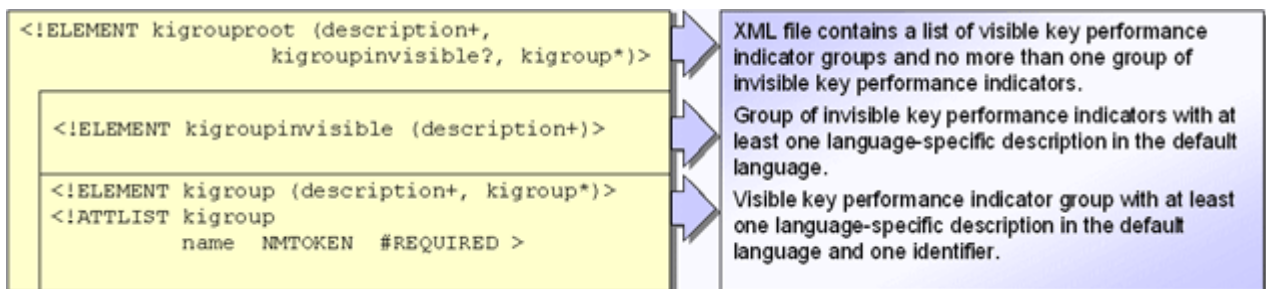 <!ELEMENT kigrouproot (description+,
kigroupinvisible?, kigroup*)>
<!ELEMENT kigroupinvisible (description+)>
<!ELEMENT kigroup (description+, kigroup*)>
<!ATTLIST kigroup
name NMTOKEN #REQUIRED >
XML file contains a list of visible key performance
indicator groups and no more than one group of
invisible key performance indicators.
Group of invisible key performance indicators with at
least one language-specific description in the default
language.
Visible key performance indicator group with at least
one language-specific description in the default
language and one identifier.